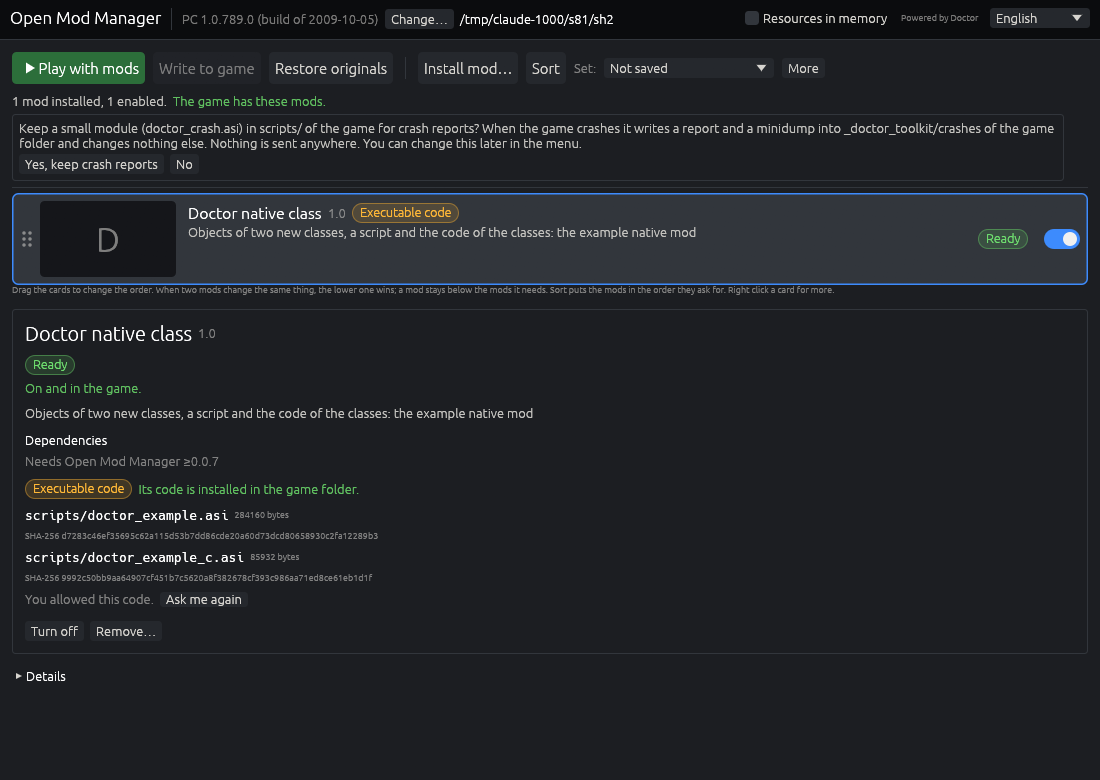 Open Mod Manager PC 1.0.789.0 (build of 2009-10-05) Change… /tmp/claude-1000/s81/sh2 Resources in memory Powered by Doctor English
Play with mods Write to game Restore originals Install mod… Sort Set: Not saved More
1 mod installed, 1 enabled. The game has these mods.
Keep a small module (doctor_crash.asi) in scripts/ of the game for crash reports? When the game crashes it writes a report and a minidump into _doctor_toolkit/crashes of the game
folder and changes nothing else. Nothing is sent anywhere. You can change this later in the menu.
Yes, keep crash reports No
D
Doctor native class 1.0 Executable code
Objects of two new classes, a script and the code of the classes: the example native mod
Ready
Drag the cards to change the order. When two mods change the same thing, the lower one wins; a mod stays below the mods it needs. Sort puts the mods in the order they ask for. Right click a card for more.
Doctor native class 1.0
Ready
On and in the game.
Objects of two new classes, a script and the code of the classes: the example native mod
Dependencies
Needs Open Mod Manager ≥0.0.7
Executable code Its code is installed in the game folder.
scripts/doctor_example.asi 284160 bytes
SHA-256 d7283c46ef35695c62a115d53b7dd86cde20a60d73dcd80658930c2fa12289b3
scripts/doctor_example_c.asi 85932 bytes
SHA-256 9992c50bb9aa64907cf451b7c5620a8f382678cf393c986aa71ed8ce61eb1d1f
You allowed this code. Ask me again
Turn off Remove…
Details